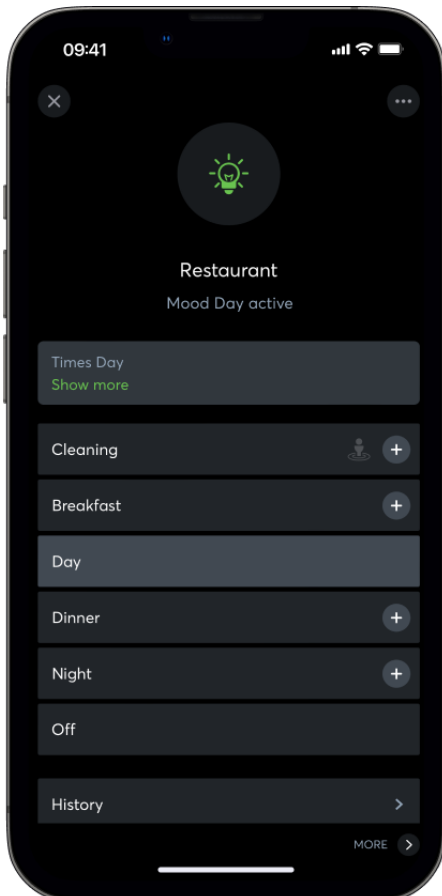 09:41
Restaurant
Mood Day active
Times Day
Show more
Cleaning
Breakfast
Day
Dinner
Night
Off
History
MORE